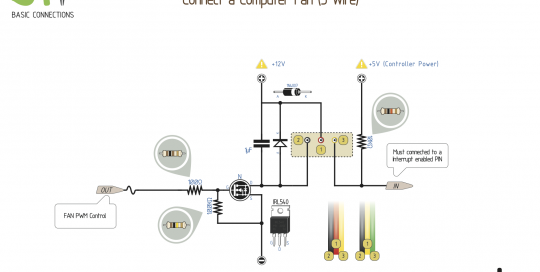 Connect a Computer Fan (3 Wire)
BASIC CONNECTIONS
+12V
+5V (Controller Power)
1N4001
2
1
3
1µF
Must connected to a
Interrupt enabled PIN
N
OUT
IN
FAN PWM Control
IRL540
1
2
3
1
2
3